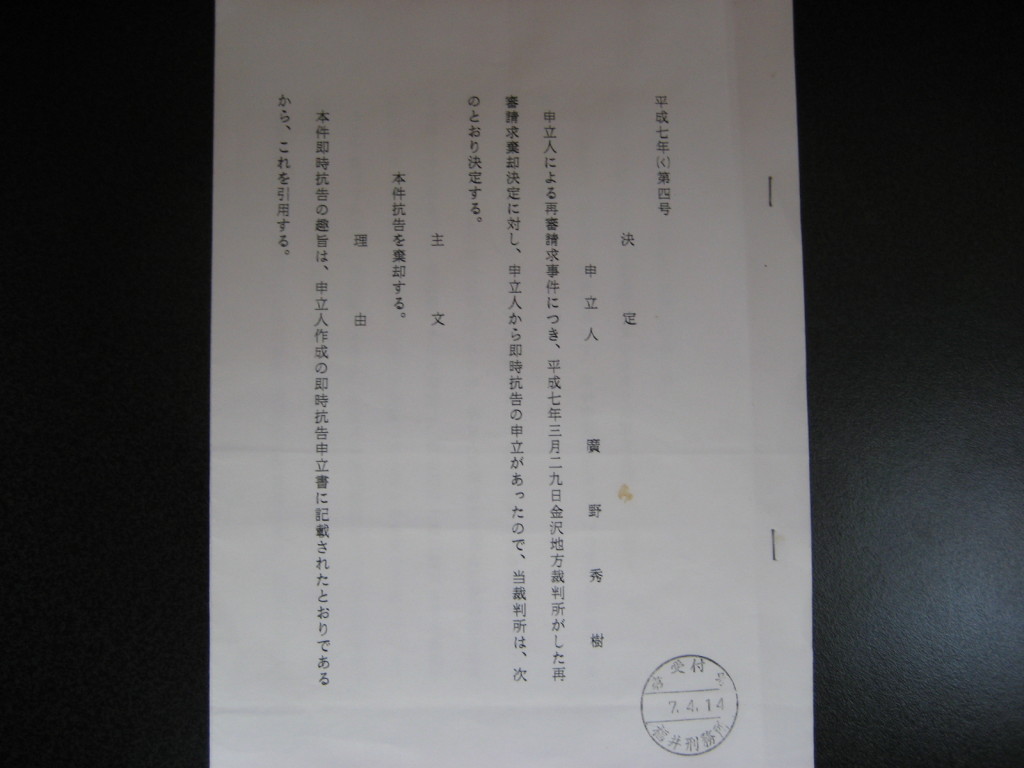 平成七年(く)第四号
決定
申立人　廣野秀樹
申立人による再審請求事件につき、平成七年三月二九日金沢地方裁判所がした再
審請求棄却決定に対し、申立人から即時抗告の申立があったので、当裁判所は、次
のとおり決定する。
主文
本件抗告を棄却する。
理由
本件即時抗告の趣旨は、申立人作成の即時抗告申立書に記載されたとおりである
から、これを引用する。
受付
第　号
7.4.14
福井刑務所